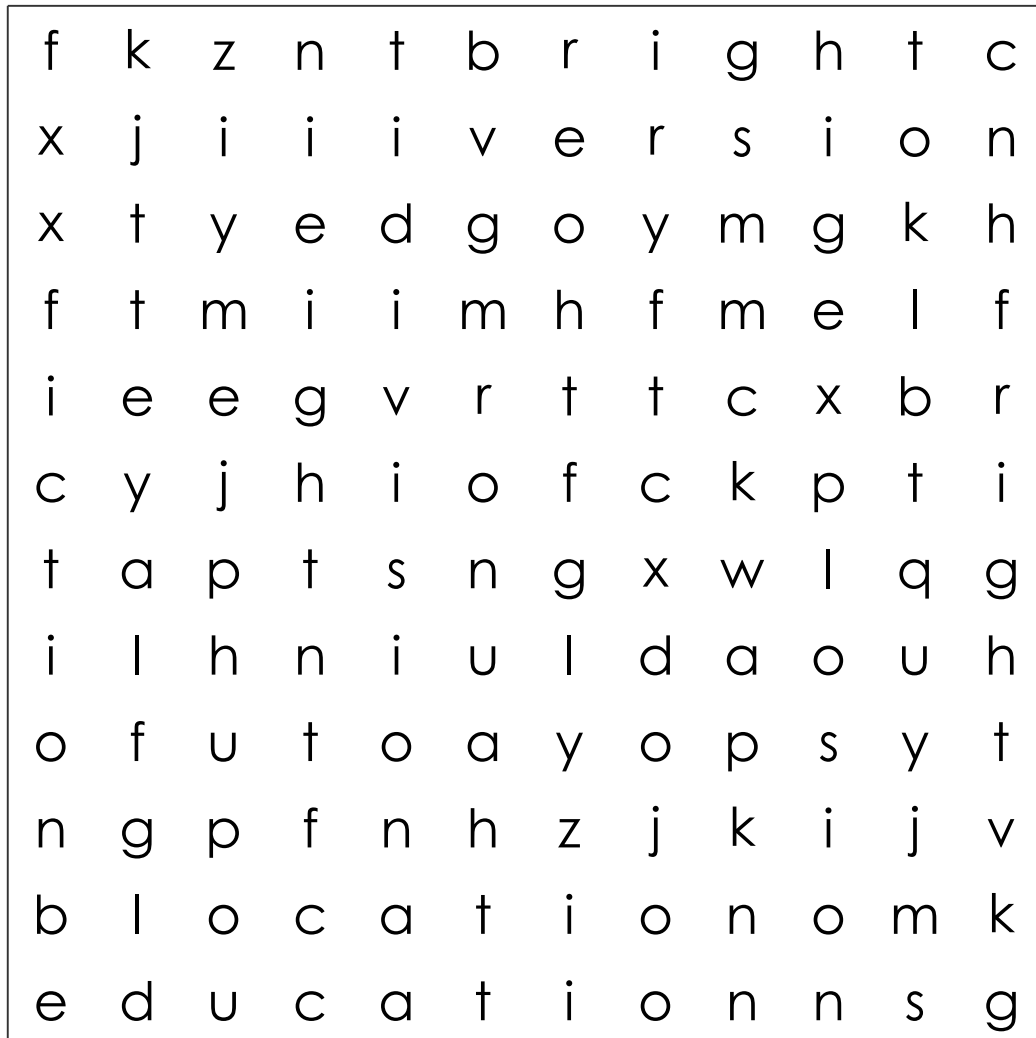 f k z n t b r i g h t c
x j i i i v e r s i o n
x t y e d g o y m g k h
f t m i i m h f m e l f
i e e g v r t t c x b r
c y j h i o f c k p t i
t a p t s n g x w l q g
i l h n i u l d a o u h
o f u t o a y o p s y t
n g p f n h z j k i j v
b l o c a t i o n o m k
e d u c a t i o n n s g